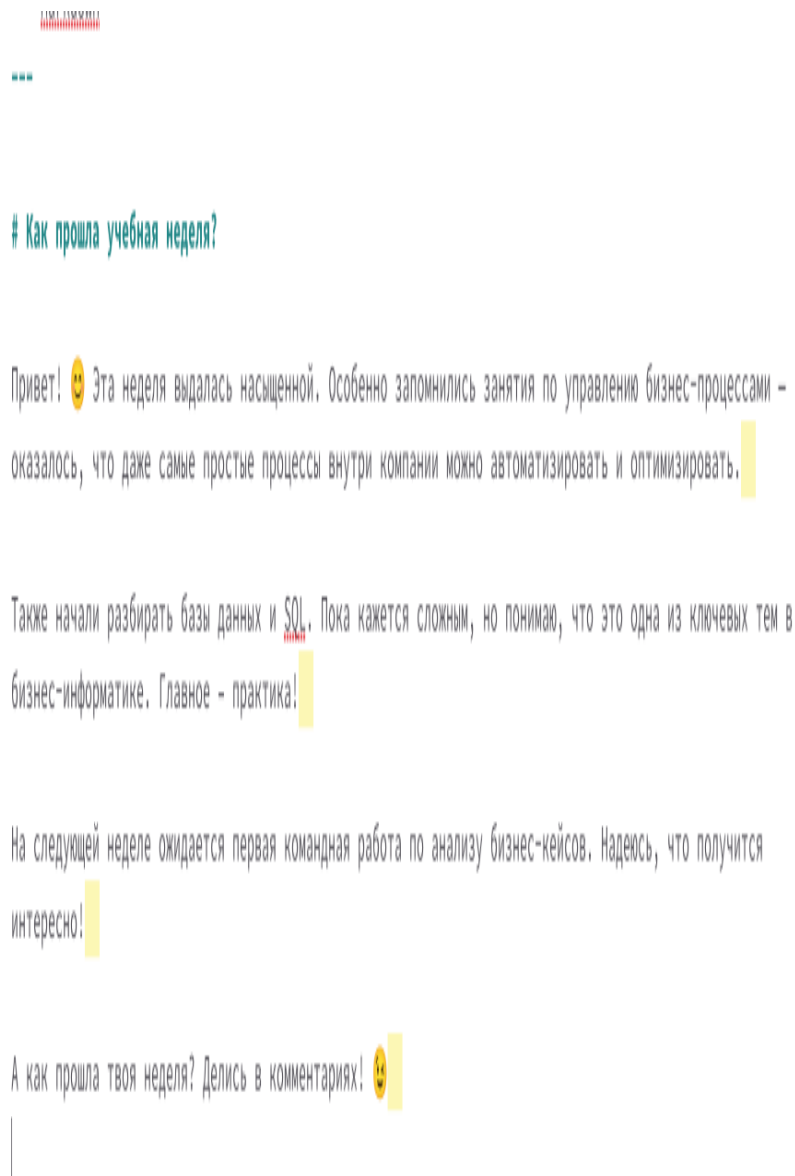 ---
# Как прошла учебная неделя?
Привет! 😊 Эта неделя выдалась насыщенной. Особенно запомнились занятия по управлению бизнес-процессами –
оказалось, что даже самые простые процессы внутри компании можно автоматизировать и оптимизировать.
Также начали разбирать базы данных и SQL. Пока кажется сложным, но понимаю, что это одна из ключевых тем в
бизнес-информатике. Главное – практика!
На следующей неделе ожидается первая командная работа по анализу бизнес-кейсов. Надеюсь, что получится
интересно!
А как прошла твоя неделя? Делись в комментариях! 😉